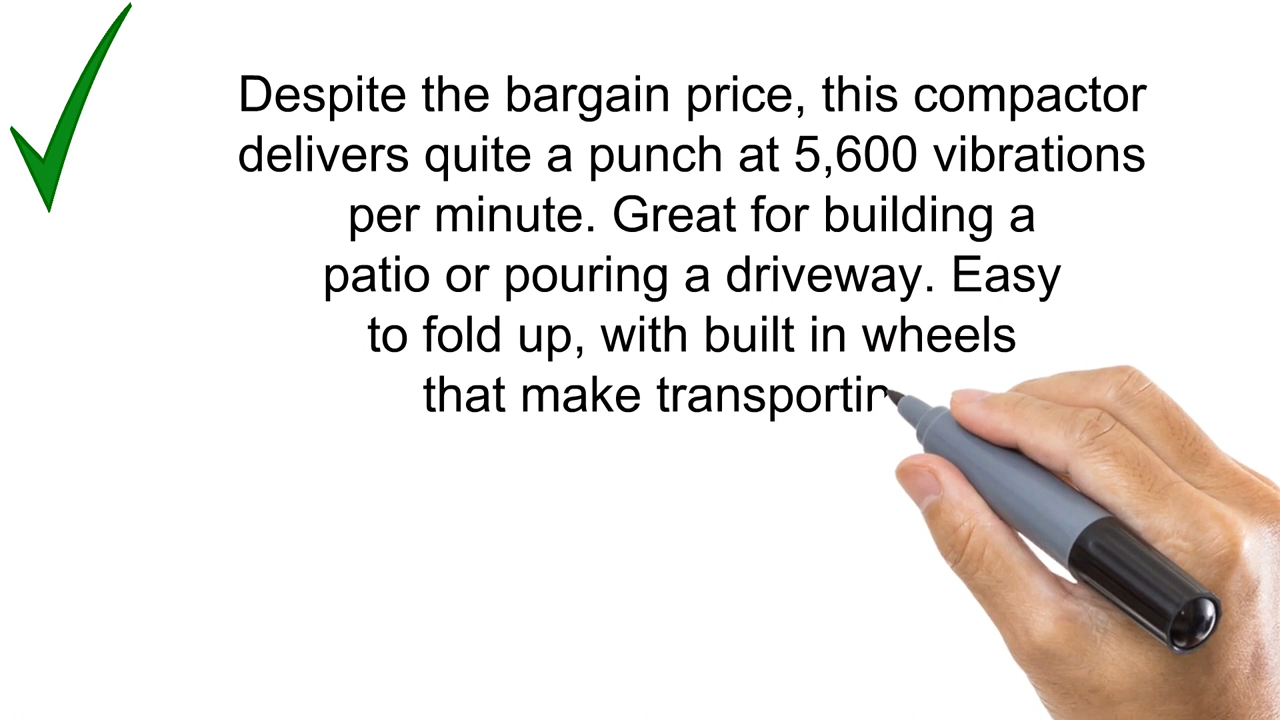 Despite the bargain price, this compactor
delivers quite a punch at 5,600 vibrations
per minute. Great for building a
patio or pouring a driveway. Easy
to fold up, with built in wheels
that make transportin